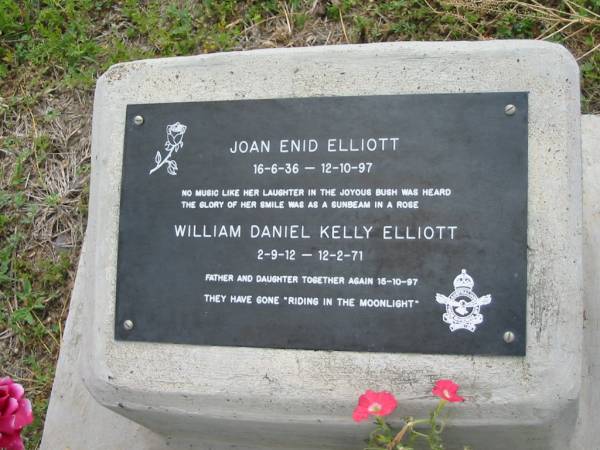 JOAN ENID ELLIOTT
16-6-36 — 12-10-97
NO MUSIC LIKE HER LAUGHTER IN THE JOYOUS BUSH WAS HEARD
THE GLORY OF HER SMILE WAS AS A SUNBEAM IN A ROSE
WILLIAM DANIEL KELLY ELLIOTT
2-9-12 — 12-2-71
FATHER AND DAUGHTER TOGETHER AGAIN 15-10-97
THEY HAVE GONE "RIDING IN THE MOONLIGHT"